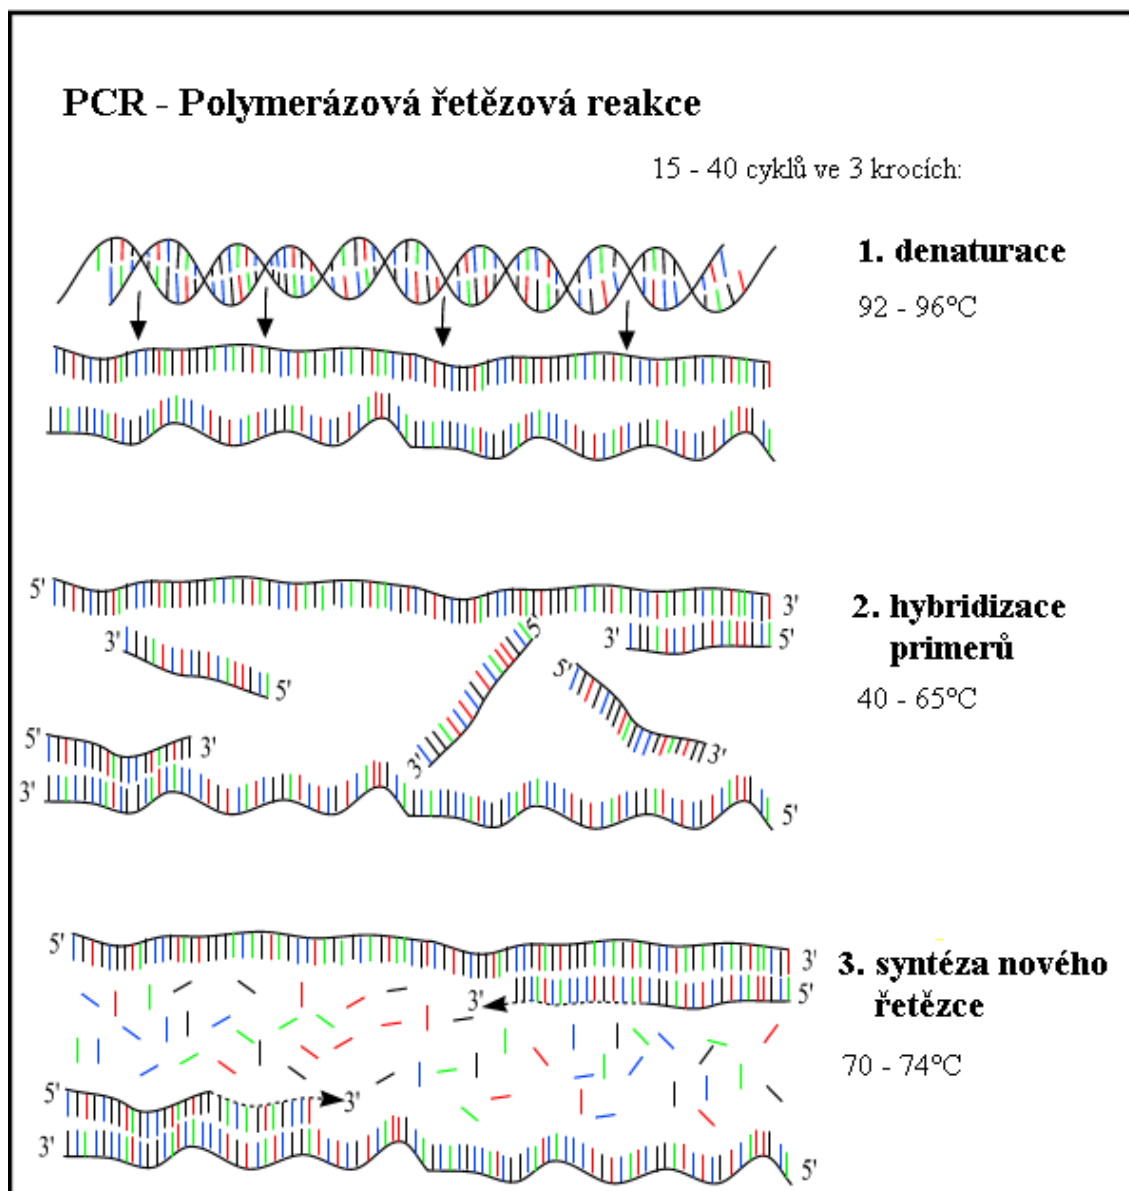 PCR - Polymerázová řetězová reakce
15 - 40 cyklů ve 3 krocích:
1. denaturace
92 - 96°C
5'
3'
2. hybridizace
primerů
3'
5'
5'
3'
5'
40 - 65°C
5'
5'
3'
3'
3'
3'
5'
5'
3'
3. syntéza nového
řetězce
3'
5'
70 - 74°C
5'
3'
3'
5'